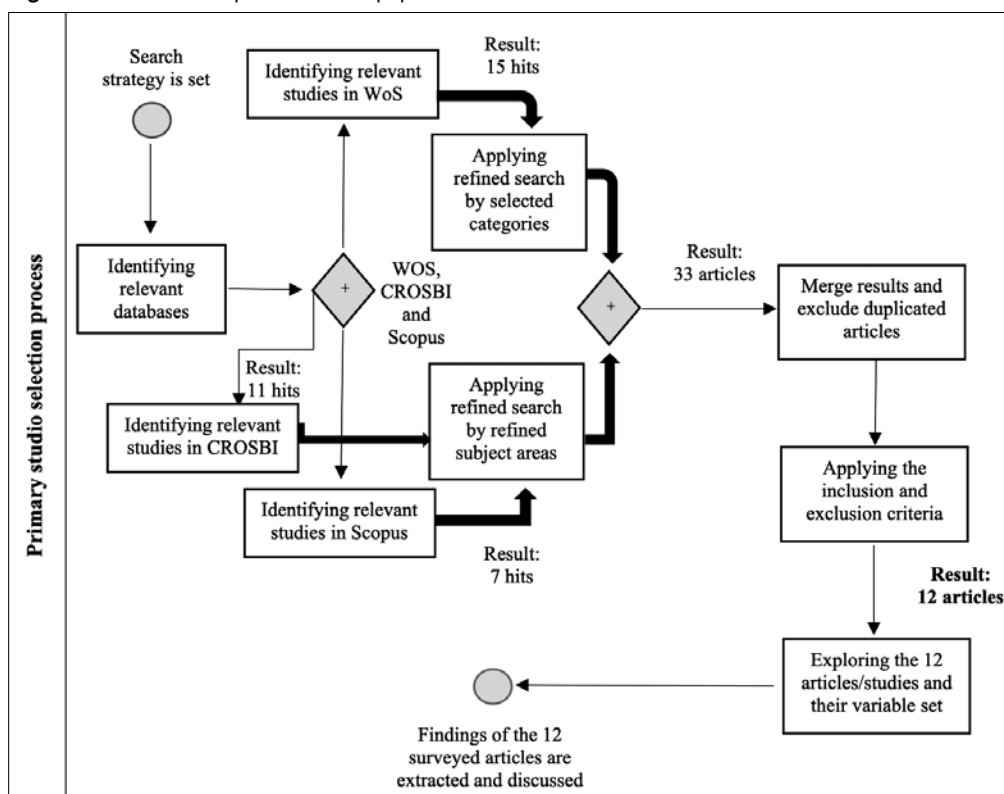 Primary studio selection process
Search
strategy is set
Identifying
relevant
databases
Identifying relevant
studies in WoS
Result:
15 hits
Applying
refined search
by selected
categories
+
WOS,
CROSBI
and
Scopus
Result:
11 hits
Identifying relevant
studies in CROSBI
Identifying relevant
studies in Scopus
Result:
7 hits
Applying
refined search
by refined
subject areas
+
Result:
33 articles
Merge results and
exclude duplicated
articles
Applying the
inclusion and
exclusion criteria
Result:
12 articles
Exploring the 12
articles/studies and
their variable set
Findings of the 12
surveyed articles are
extracted and discussed